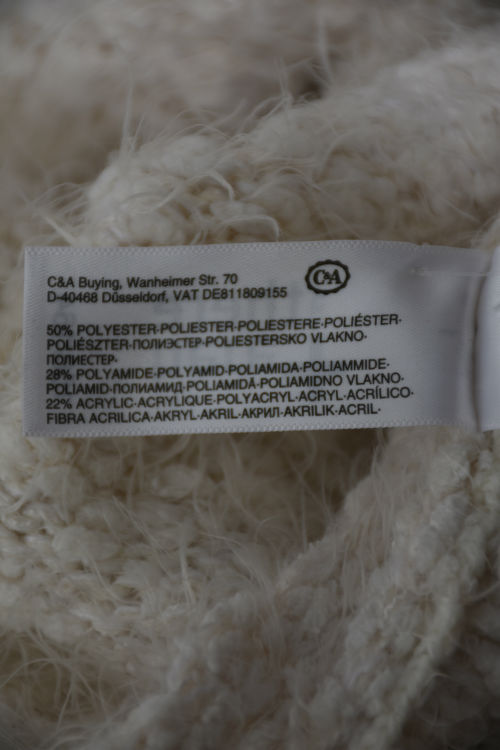 C&A Buying, Wanheimer Str. 70
D-40468 Düsseldorf, VAT DE811809155
C&A
50% POLYESTER·POLIESTER·POLIESTERE·POLIÉSTER·
POLIÉSZTER·ПОЛИЭСТЕР·POLIESTERSKO VLAKNO·
ПОЛИЕСТЕР·
28% POLYAMIDE·POLYAMID·POLIAMIDA·POLIAMMIDE·
POLIAMID·ПОЛИАМИД·POLIAMIDĂ·POLIAMIDNO VLAKNO·
22% ACRYLIC·ACRYLIQUE·POLYACRYL·ACRYL·ACRÍLICO·
FIBRA ACRILICA·AKRYL·AKRIL·АКРИЛ·AKRILIK·ACRIL·